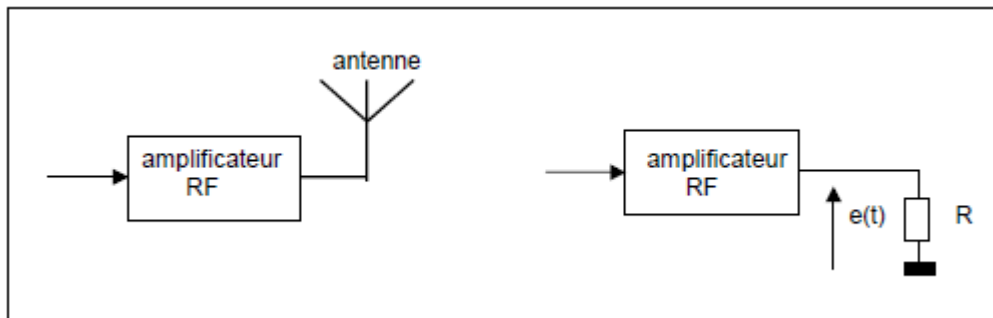 antenne
amplificateur
RF
amplificateur
RF
e(t)
R